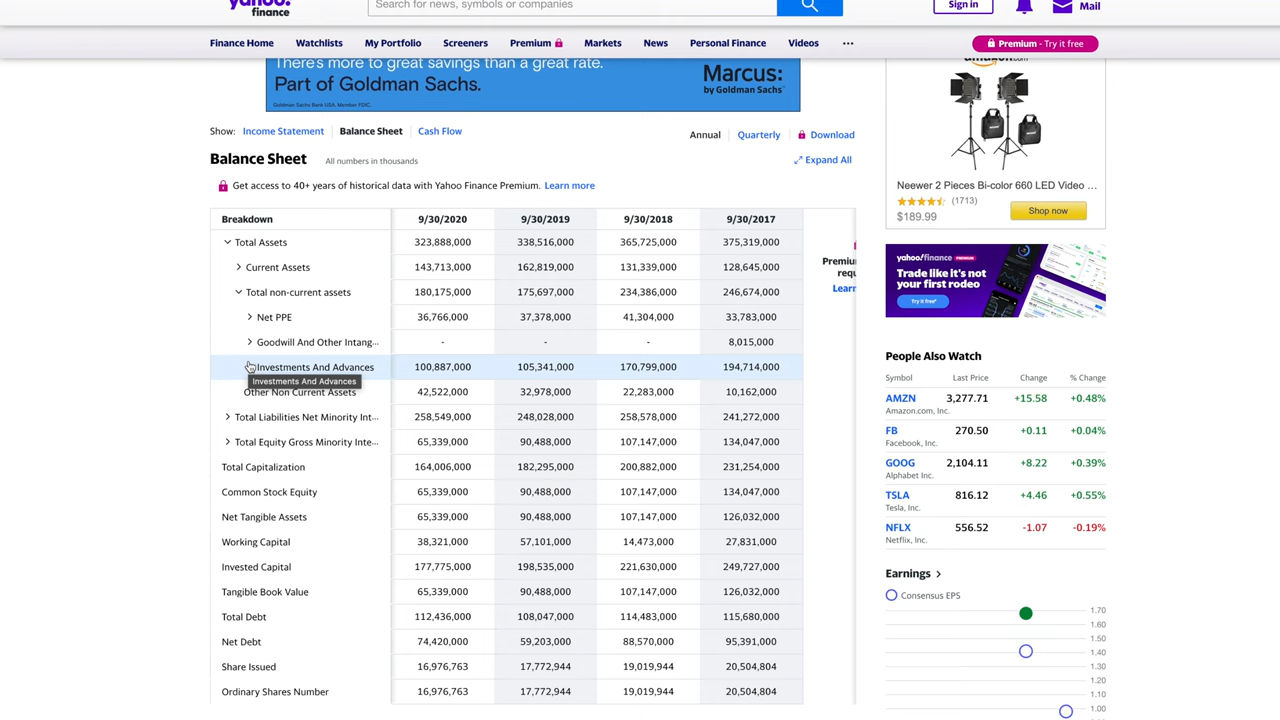 yahoo!
finance
Search for news, symbols or companies
Sign in
Mail
Finance Home
Watchlists
My Portfolio
Screeners
Premium
Markets
News
Personal Finance
Videos
...
Premium - Try it free
There's more to great savings than a great rate.
Part of Goldman Sachs.
Marcus:
by Goldman Sachs
Goldman Sachs Bank USA. Member FDIC.
amazon.com
Neewer 2 Pieces Bi-color 660 LED Video ...
(1713)
$189.99
Shop now
Show:
Income Statement
Balance Sheet
Cash Flow
Annual
Quarterly
Download
Balance Sheet
All numbers in thousands
Expand All
Get access to 40+ years of historical data with Yahoo Finance Premium. Learn more
Breakdown 9/30/2020 9/30/2019 9/30/2018 9/30/2017
Total Assets 323,888,000 338,516,000 365,725,000 375,319,000
Current Assets 143,713,000 162,819,000 131,339,000 128,645,000
Total non-current assets 180,175,000 175,697,000 234,386,000 246,674,000
Net PPE 36,766,000 37,378,000 41,304,000 33,783,000
Goodwill And Other Intang... - - - 8,015,000
Investments And Advances 100,887,000 105,341,000 170,799,000 194,714,000
Investments And Advances
Other Non Current Assets 42,522,000 32,978,000 22,283,000 10,162,000
Total Liabilities Net Minority Int... 258,549,000 248,028,000 258,578,000 241,272,000
Total Equity Gross Minority Inte... 65,339,000 90,488,000 107,147,000 134,047,000
Total Capitalization 164,006,000 182,295,000 200,882,000 231,254,000
Common Stock Equity 65,339,000 90,488,000 107,147,000 134,047,000
Net Tangible Assets 65,339,000 90,488,000 107,147,000 126,032,000
Working Capital 38,321,000 57,101,000 14,473,000 27,831,000
Invested Capital 177,775,000 198,535,000 221,630,000 249,727,000
Tangible Book Value 65,339,000 90,488,000 107,147,000 126,032,000
Total Debt 112,436,000 108,047,000 114,483,000 115,680,000
Net Debt 74,420,000 59,203,000 88,570,000 95,391,000
Share Issued 16,976,763 17,772,944 19,019,944 20,504,804
Ordinary Shares Number 16,976,763 17,772,944 19,019,944 20,504,804
Premium
requ
Learn
yahoo!finance PREMIUM
Trade like it's not
your first rodeo
Try it free*
People Also Watch
Symbol Last Price Change % Change
AMZN 3,277.71 +15.58 +0.48%
Amazon.com, Inc.
FB 270.50 +0.11 +0.04%
Facebook, Inc.
GOOG 2,104.11 +8.22 +0.39%
Alphabet Inc.
TSLA 816.12 +4.46 +0.55%
Tesla, Inc.
NFLX 556.52 -1.07 -0.19%
Netflix, Inc.
Earnings
Consensus EPS
1.70
1.60
1.50
1.40
1.30
1.20
1.10
1.00